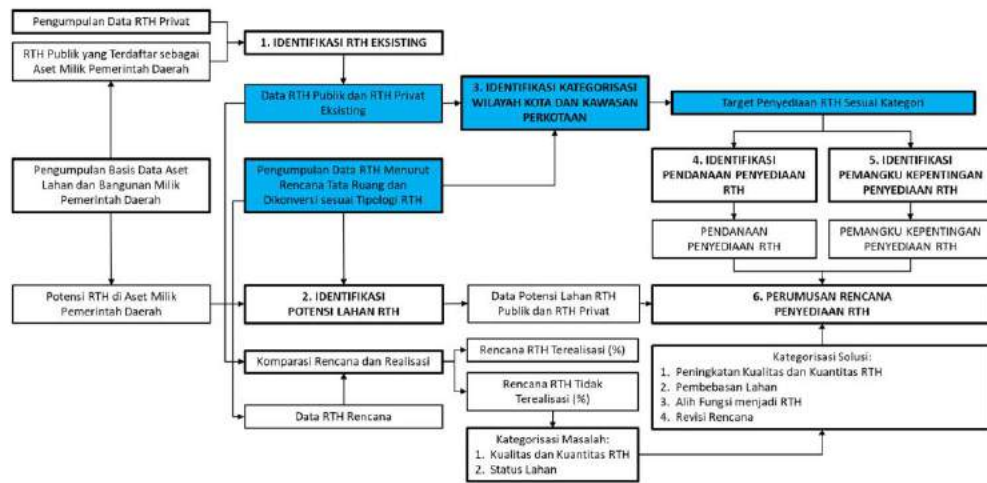 Pengumpulan Data RTH Privat
RTH Publik yang Terdaftar sebagai
Aset Milik Pemerintah Daerah
Pengumpulan Basis Data Aset
Lahan dan Bangunan Milik
Pemerintah Daerah
Potensi RTH di Aset Milik
Pemerintah Daerah
1. IDENTIFIKASI RTH EKSISTING
Data RTH Publik dan RTH Privat
Eksisting
Pengumpulan Data RTH Menurut
Rencana Tata Ruang dan
Dikonversi sesuai Tipologi RTH
2. IDENTIFIKASI
POTENSI LAHAN RTH
Komparasi Rencana dan Realisasi
Data RTH Rencana
3. IDENTIFIKASI KATEGORISASI
WILAYAH KOTA DAN KAWASAN
PERKOTAAN
Data Potensi Lahan RTH
Publik dan RTH Privat
Rencana RTH Terealisasi (%)
Rencana RTH Tidak
Terealisasi (%)
Kategorisasi Masalah:
1. Kualitas dan Kuantitas RTH
2. Status Lahan
Target Penyediaan RTH Sesuai Kategori
4. IDENTIFIKASI
PENDANAAN PENYEDIAAN
RTH
5. IDENTIFIKASI
PEMANGKU KEPENTINGAN
PENYEDIAAN RTH
PENDANAAN
PENYEDIAAN RTH
PEMANGKU KEPENTINGAN
PENYEDIAAN RTH
6. PERUMUSAN RENCANA
PENYEDIAAN RTH
Kategorisasi Solusi:
1. Peningkatan Kualitas dan Kuantitas RTH
2. Pembebasan Lahan
3. Alih Fungsi menjadi RTH
4. Revisi Rencana